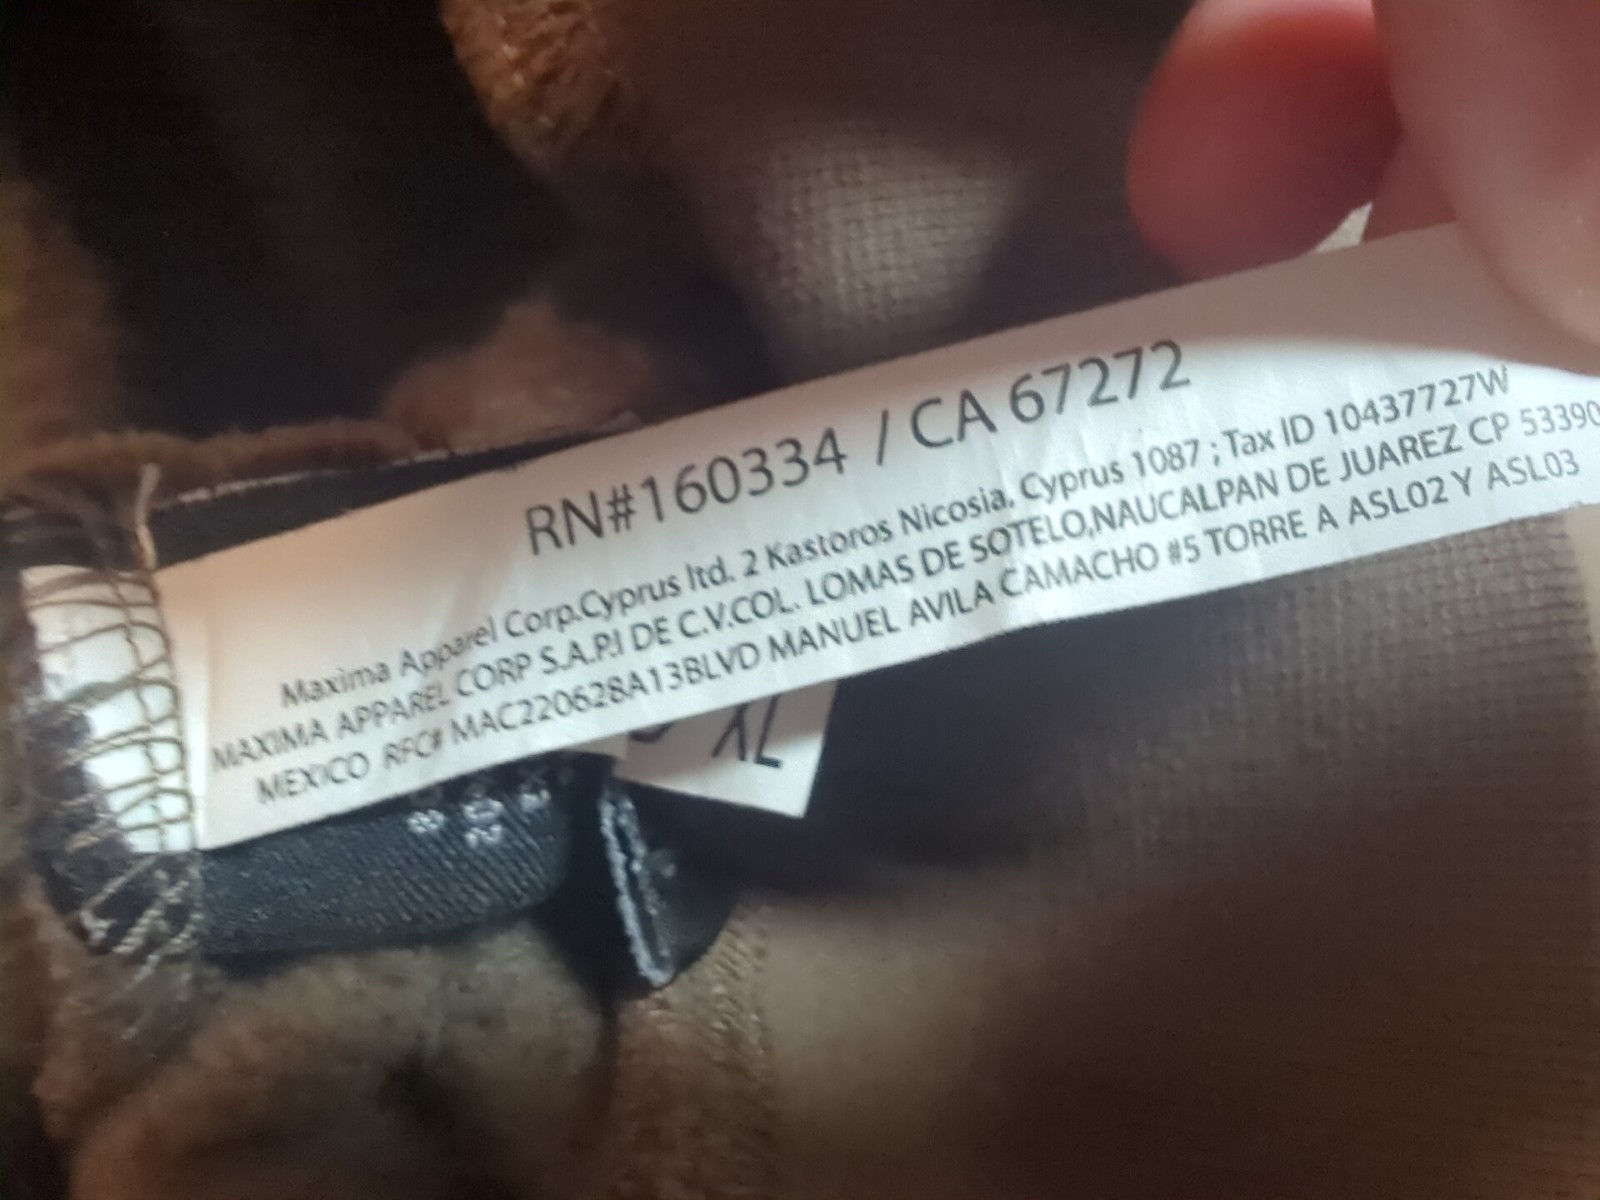 RN#160334 / CA 67272
Maxima Apparel Corp.Cyprus ltd. 2 Kastoros Nicosia, Cyprus 1087 ; Tax ID 10437727W
MAXIMA APPAREL CORP S.A.P.I DE C.V.COL. LOMAS DE SOTELO,NAUCALPAN DE JUAREZ CP 53390
MEXICO RFC# MAC220628A13BLVD MANUEL AVILA CAMACHO #5 TORRE A ASL02 Y ASL03
XL